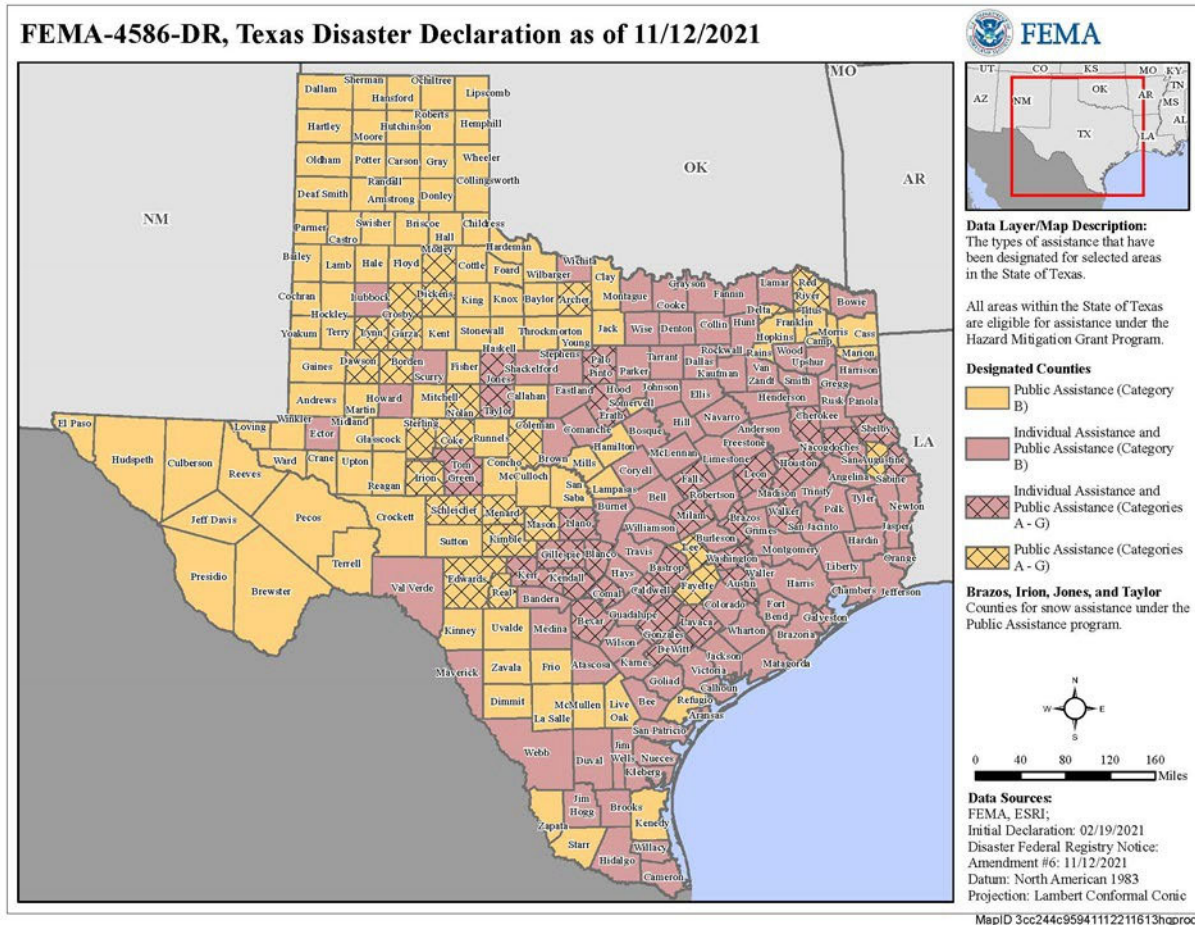 FEMA-4586-DR, Texas Disaster Declaration as of 11/12/2021
FEMA
MO
OK
AR
NM
LA
UT CO KS MO KY
AZ NM OK AR TN
MS
TX LA AL
Sherman Ochiltree
Dallam Hansford Lipscomb
Roberts
Hartley Moore Hutchinson Hemphill
Oldham Potter Carson Gray Wheeler
Collingsworth
Deaf Smith Randall Armstrong Donley
Parmer Castro Swisher Briscoe Hall Childress
Bailey Lamb Hale Floyd Motley Cottle Hardeman
Foard Wilbarger Wichita Clay
Cochran Hockley Lubbock Crosby Dickens King Knox Baylor Archer
Montague Cooke Grayson Fannin Lamar Red River Bowie
Yoakum Terry Lynn Garza Kent Stonewall Throckmorton Young Jack
Wise Denton Collin Hunt Delta Hopkins Franklin Titus Camp Morris Cass
Gaines Dawson Borden Scurry Fisher Haskell Jones Shackelford Stephens Palo Pinto
Parker Tarrant Dallas Rockwall Kaufman Rains Van Zandt Wood Upshur Marion Harrison
Andrews Martin Howard Mitchell Nolan Taylor Callahan Eastland Erath Hood Somervell Johnson Ellis
Henderson Smith Gregg Rusk Panola
El Paso Hudspeth Culberson Reeves Loving Winkler Ector Midland Glasscock Sterling Coke Runnels Coleman Brown Comanche
Hamilton Bosque Hill Navarro Freestone Anderson Cherokee Nacogdoches Shelby
Ward Crane Upton Reagan Irion Tom Green Concho McCulloch San Saba Mills Lampasas Coryell McLennan Limestone Falls Leon Houston Angelina San Augustine Sabine
Jeff Davis Pecos Crockett Schleicher Menard Mason Llano Burnet Bell Robertson Milam Madison Trinity Polk Tyler Jasper Newton
Presidio Brewster Terrell Val Verde Sutton Kimble Gillespie Blanco Williamson Travis Burleson Brazos Grimes Walker San Jacinto Hardin Orange
Edwards Real Kerr Kendall Bandera Hays Comal Caldwell Bastrop Lee Fayette Washington Austin Waller Montgomery Harris Liberty Chambers Jefferson
Kinney Uvalde Medina Bexar Guadalupe Gonzales Lavaca Colorado Fort Bend Galveston
Maverick Zavala Frio Atascosa Wilson Karnes DeWitt Jackson Wharton Brazoria Matagorda
Dimmit La Salle McMullen Live Oak Bee Goliad Victoria Calhoun Refugio Aransas
Webb Duval Jim Wells San Patricio Nueces Kleberg
Zapata Jim Hogg Brooks Kenedy
Starr Hidalgo Willacy Cameron
Data Layer/Map Description:
The types of assistance that have
been designated for selected areas
in the State of Texas.
All areas within the State of Texas
are eligible for assistance under the
Hazard Mitigation Grant Program.
Designated Counties
Public Assistance (Category
B)
Individual Assistance and
Public Assistance (Category
B)
Individual Assistance and
Public Assistance (Categories
A - G)
Public Assistance (Categories
A - G)
Brazos, Irion, Jones, and Taylor
Counties for snow assistance under the
Public Assistance program.
N
W E
S
0 40 80 120 160
Miles
Data Sources:
FEMA, ESRI;
Initial Declaration: 02/19/2021
Disaster Federal Registry Notice:
Amendment #6: 11/12/2021
Datum: North American 1983
Projection: Lambert Conformal Conic
MapID 3cc244c95941112211613hqprod